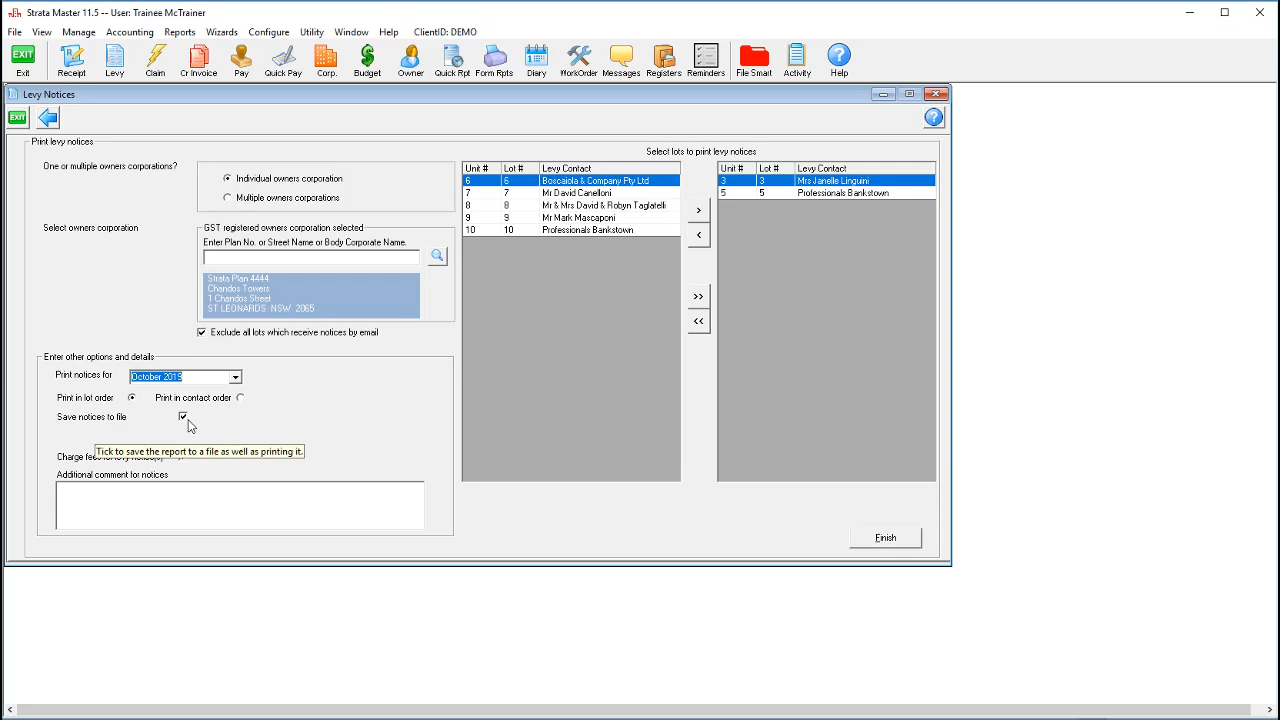 Strata Master 11.5 -- User: Trainee McTrainer
File View Manage Accounting Reports Wizards Configure Utility Window Help ClientID: DEMO
EXIT
Exit Receipt Levy Claim Cr Invoice Pay Quick Pay Corp. Budget Owner Quick Rpt Form Rpts Diary WorkOrder Messages Registers Reminders File Smart Activity Help
Levy Notices
EXIT
Print levy notices
One or multiple owners corporations?
Individual owners corporation
Multiple owners corporations
Select owners corporation
GST registered owners corporation selected
Enter Plan No. or Street Name or Body Corporate Name.
Strata Plan 4444
Chandos Towers
1 Chandos Street
ST LEONARDS NSW 2065
Exclude all lots which receive notices by email
Enter other options and details
Print notices for October 2019
Print in lot order Print in contact order
Save notices to file
Tick to save the report to a file as well as printing it.
Additional comment for notices
Select lots to print levy notices
Unit # Lot # Levy Contact
6 6 Boscaiola & Company Pty Ltd
7 7 Mr David Canelloni
8 8 Mr & Mrs David & Robyn Taglatelli
9 9 Mr Mark Mascaponi
10 10 Professionals Bankstown
>
<
>>
<<
Unit # Lot # Levy Contact
3 3 Mrs Janelle Linguini
5 5 Professionals Bankstown
Finish